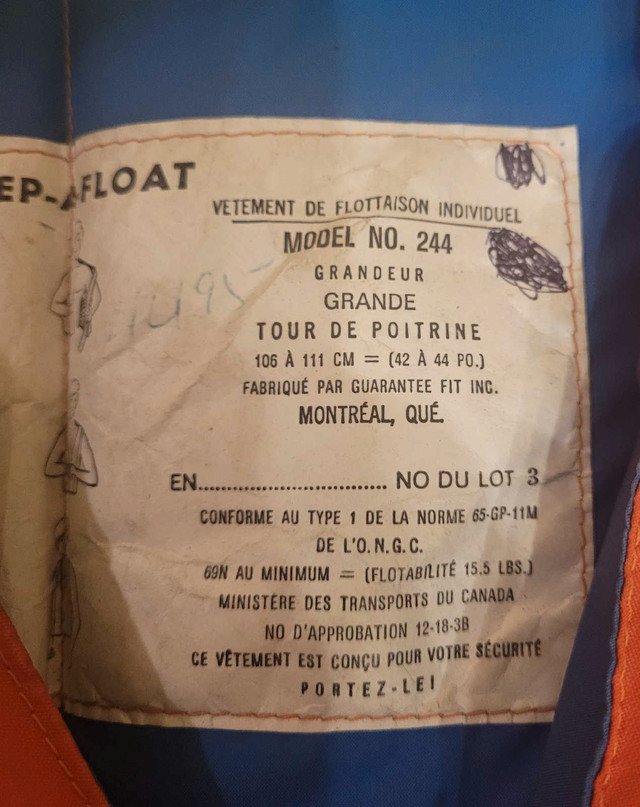 EP-AFLOAT
VETEMENT DE FLOTTAISON INDIVIDUEL
MODEL NO. 244
GRANDEUR
GRANDE
TOUR DE POITRINE
106 À 111 CM = (42 À 44 PO.)
FABRIQUÉ PAR GUARANTEE FIT INC.
MONTRÉAL, QUÉ.
EN................................ NO DU LOT 3
CONFORME AU TYPE 1 DE LA NORME 65-GP-11M
DE L'O.N.G.C.
69N AU MINIMUM = (FLOTABILITÉ 15.5 LBS.)
MINISTÈRE DES TRANSPORTS DU CANADA
NO D'APPROBATION 12-18-3B
CE VÊTEMENT EST CONÇU POUR VOTRE SÉCURITÉ
PORTEZ-LEI